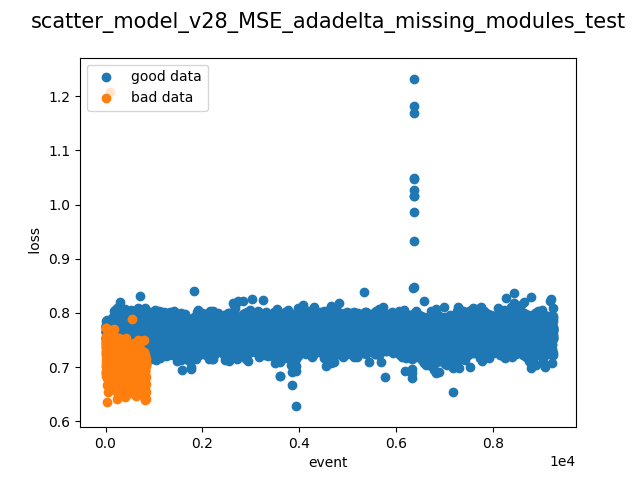 scatter_model_v28_MSE_adadelta_missing_modules_test
good data
bad data
1.2
1.1
1.0
0.9
0.8
0.7
0.6
loss
0.0 0.2 0.4 0.6 0.8
1e4
event